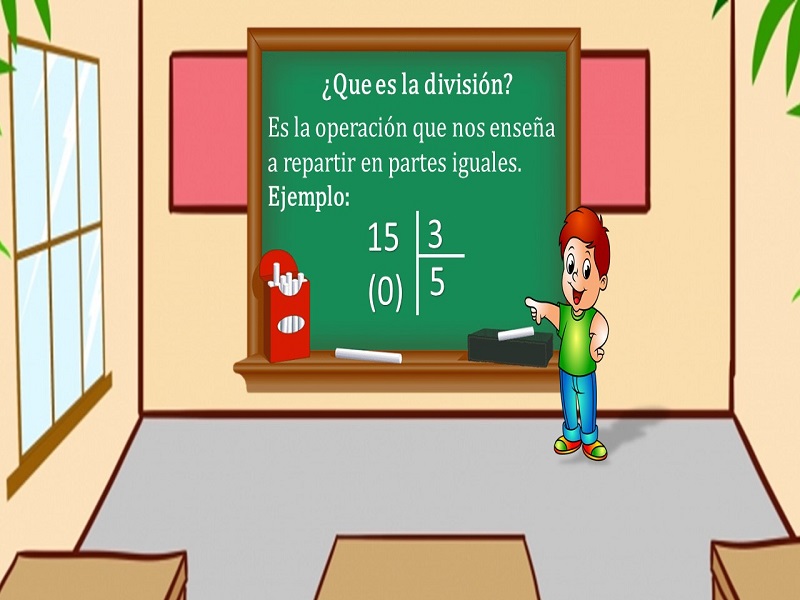 ¿Que es la división?
Es la operación que nos enseña
a repartir en partes iguales.
Ejemplo:
15 3
(0) 5